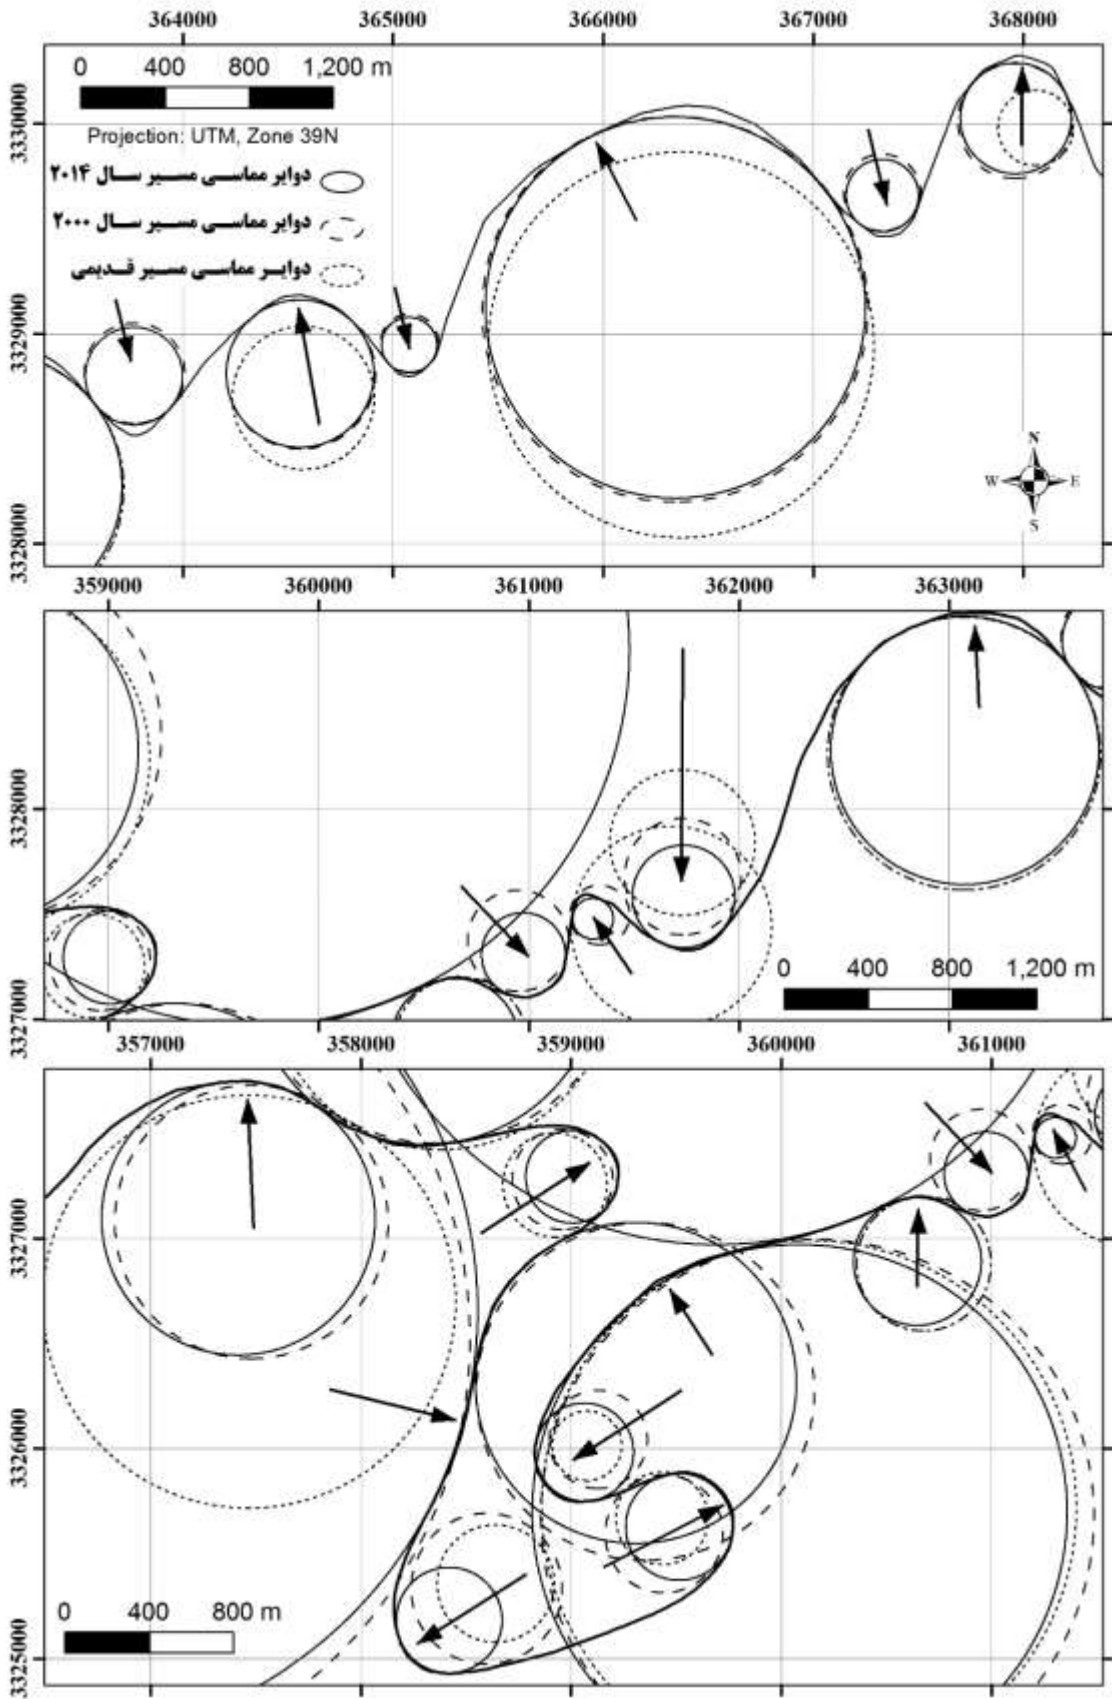 364000 365000 366000 367000 368000
0 400 800 1,200 m
Projection: UTM, Zone 39N
دوایر مماسی مسیر سال ۲۰۱۴
دوایر مماسی مسیر سال ۲۰۰۰
دوایر مماسی مسیر قدیمی
3330000
3329000
3328000
N
W E
S
359000 360000 361000 362000 363000
3328000
3327000
0 400 800 1,200 m
357000 358000 359000 360000 361000
3327000
3326000
3325000
0 400 800 m